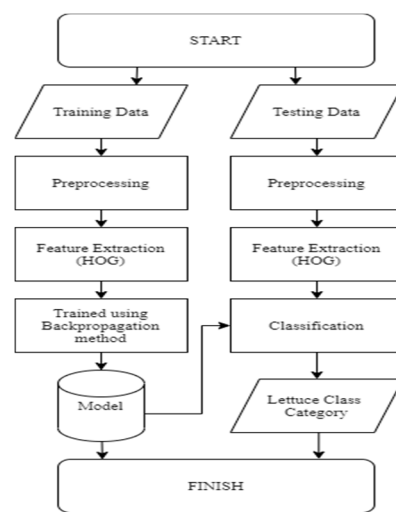 START
Training Data
Testing Data
Preprocessing
Preprocessing
Feature Extraction
(HOG)
Feature Extraction
(HOG)
Trained using
Backpropagation
method
Classification
Model
Lettuce Class
Category
FINISH